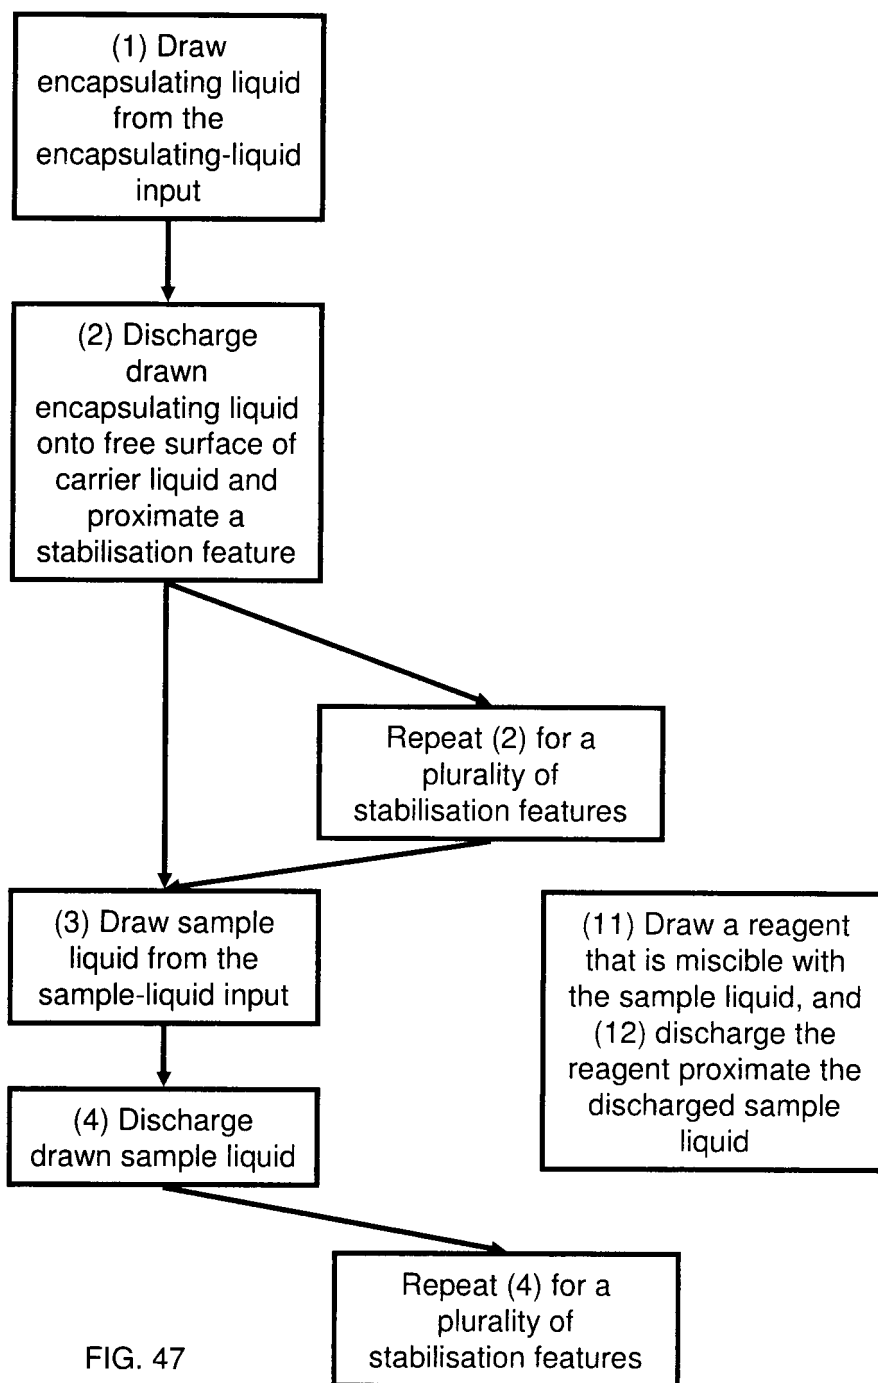 (1) Draw
encapsulating liquid
from the
encapsulating-liquid
input
(2) Discharge
drawn
encapsulating liquid
onto free surface of
carrier liquid and
proximate a
stabilisation feature
Repeat (2) for a
plurality of
stabilisation features
(3) Draw sample
liquid from the
sample-liquid input
(11) Draw a reagent
that is miscible with
the sample liquid, and
(12) discharge the
reagent proximate the
discharged sample
liquid
(4) Discharge
drawn sample liquid
Repeat (4) for a
plurality of
stabilisation features
FIG. 47